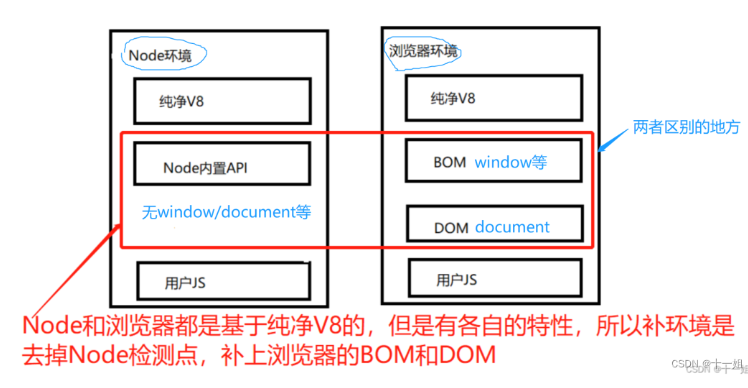 Node环境
浏览器环境
纯净V8
纯净V8
两者区别的地方
Node内置API
BOM window等
无window/document等
DOM document
用户JS
用户JS
Node和浏览器都是基于纯净V8的，但是有各自的特性，所以补环境是
去掉Node检测点，补上浏览器的BOM和DOM
CSDN @十一姐